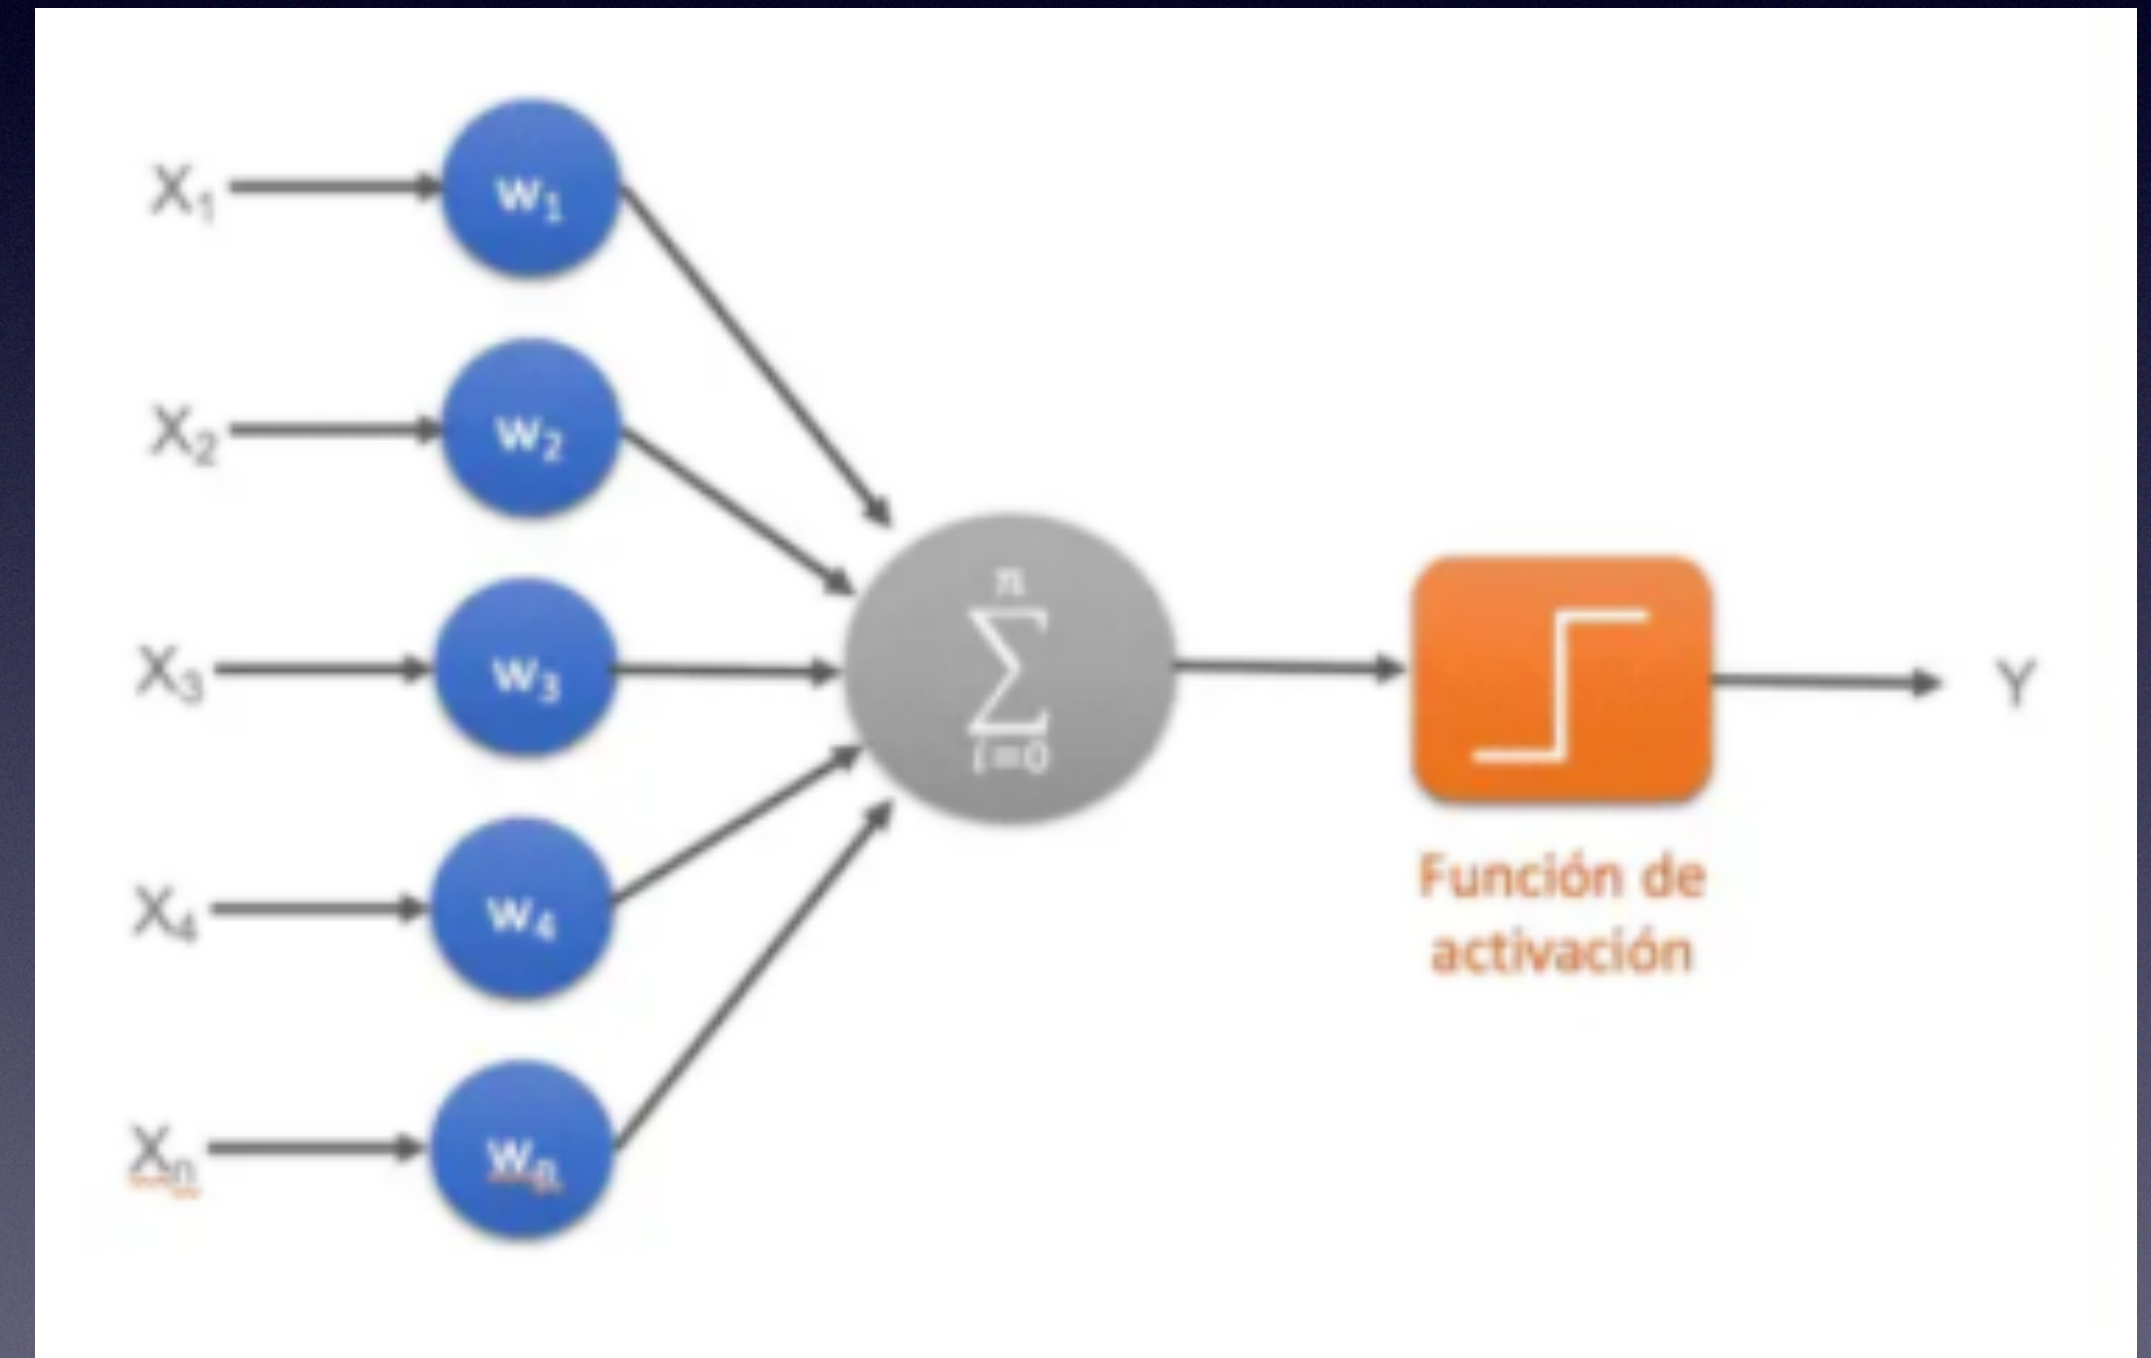 X₁
w₁
X₂
w₂
X₃
w₃
X₄
w₄
Xₙ
wₙ
n
∑
i=0
Función de
activación
Y